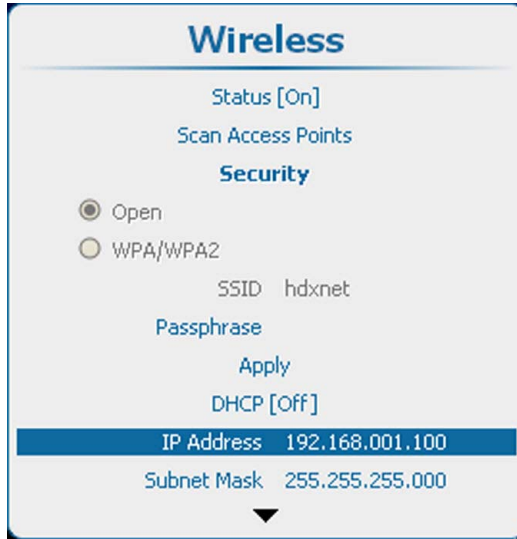 Wireless
Status [On]
Scan Access Points
Security
Open
WPA/WPA2
SSID hdxnet
Passphrase
Apply
DHCP [Off]
IP Address 192.168.001.100
Subnet Mask 255.255.255.000